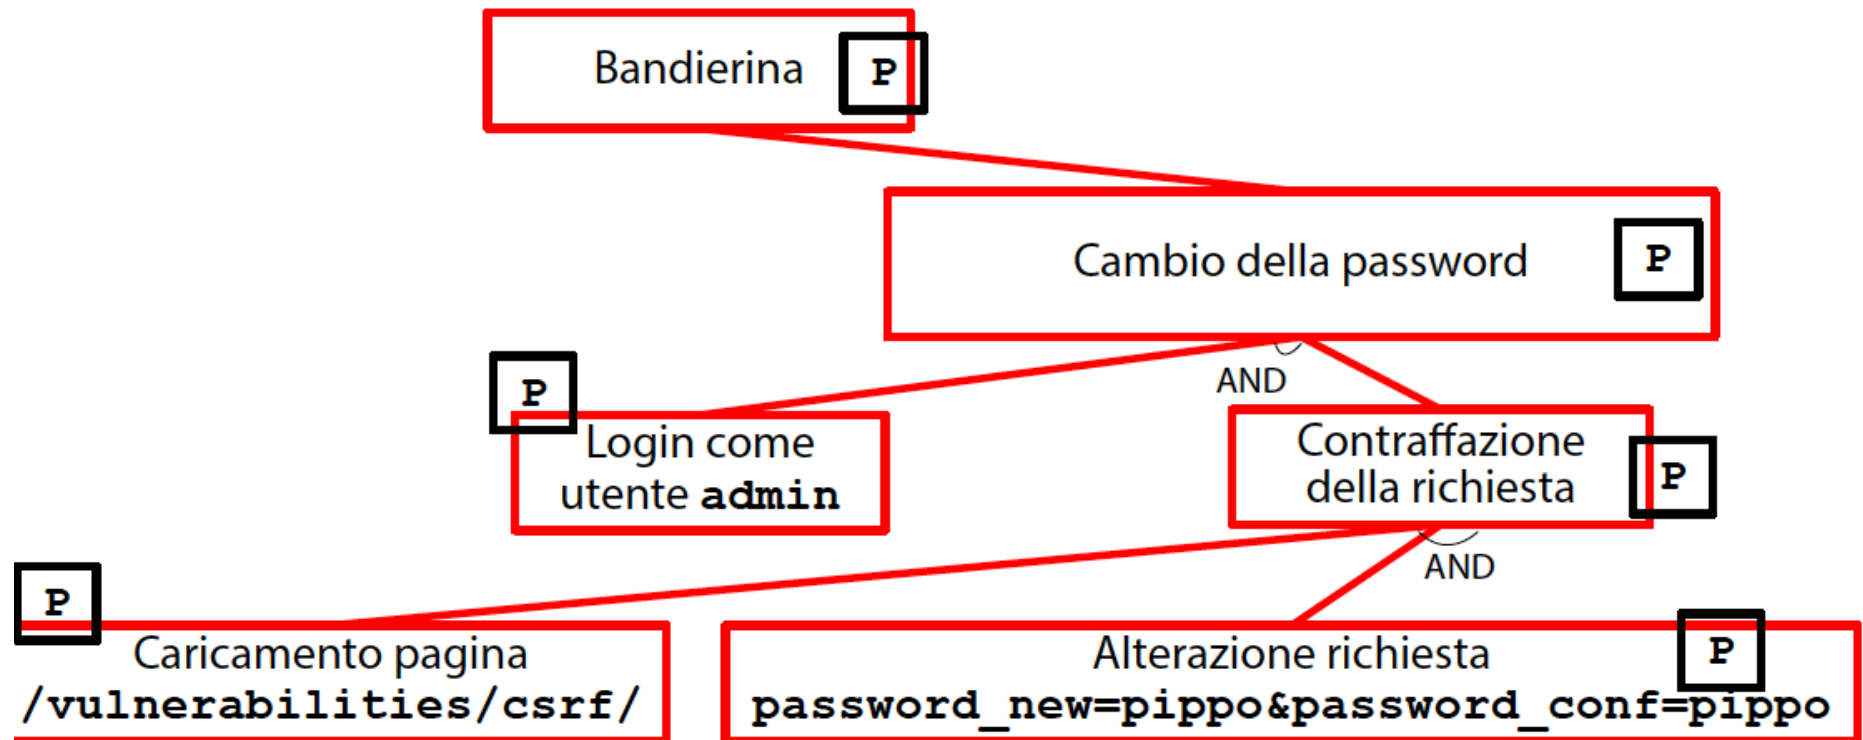 Bandierina
P
Cambio della password
P
AND
P
Login come
utente admin
Contraffazione
della richiesta
P
AND
P
Caricamento pagina
/vulnerabilities/csrf/
Alterazione richiesta
P
password_new=pippo&password_conf=pippo